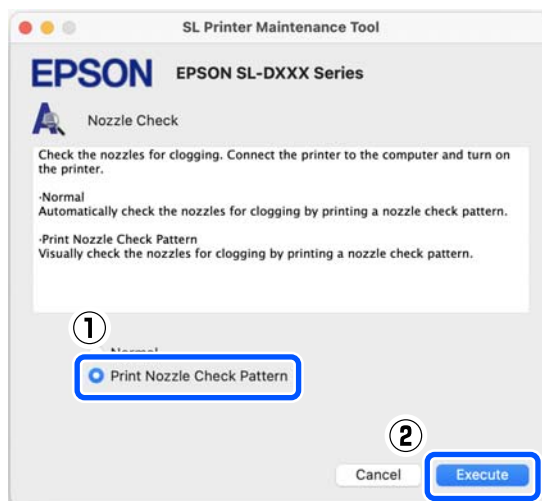 SL Printer Maintenance Tool
EPSON EPSON SL-DXXX Series
Nozzle Check
Check the nozzles for clogging. Connect the printer to the computer and turn on
the printer.
·Normal
Automatically check the nozzles for clogging by printing a nozzle check pattern.
·Print Nozzle Check Pattern
Visually check the nozzles for clogging by printing a nozzle check pattern.
①
Normal
Print Nozzle Check Pattern
②
Cancel Execute